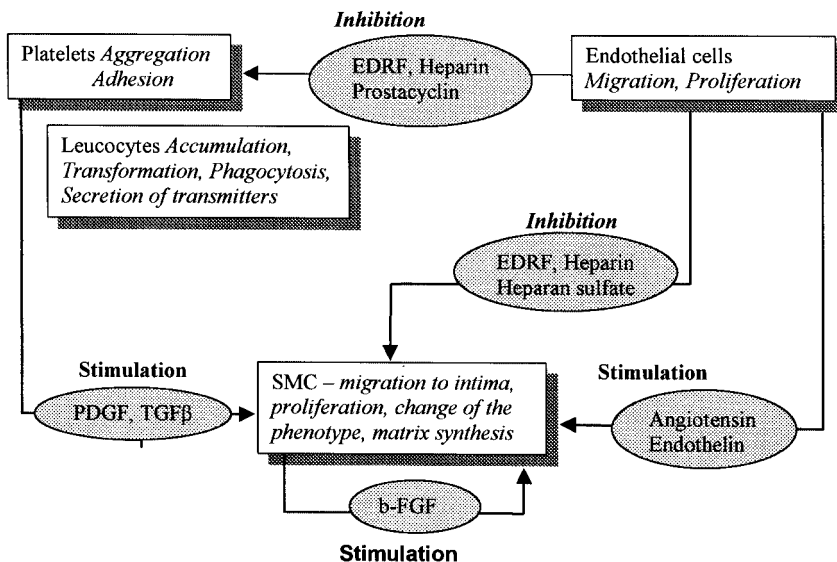 Inhibition
Platelets Aggregation
Adhesion
EDRF, Heparin
Prostacyclin
Endothelial cells
Migration, Proliferation
Leucocytes Accumulation,
Transformation, Phagocytosis,
Secretion of transmitters
Inhibition
EDRF, Heparin
Heparan sulfate
Stimulation
PDGF, TGFβ
SMC – migration to intima,
proliferation, change of the
phenotype, matrix synthesis
Stimulation
Angiotensin
Endothelin
b-FGF
Stimulation